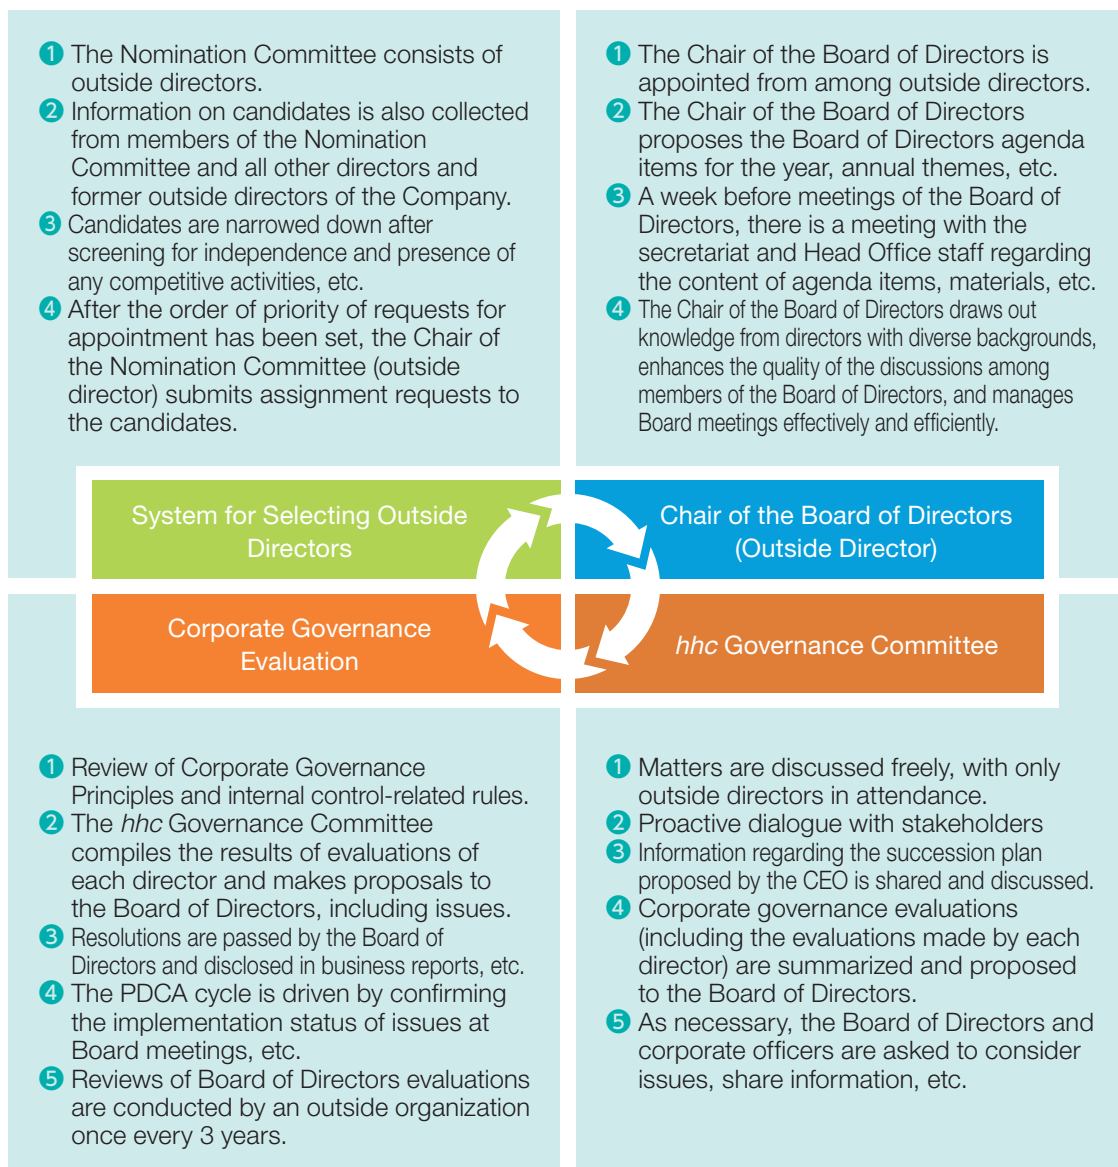 ❶ The Nomination Committee consists of
outside directors.
❷ Information on candidates is also collected
from members of the Nomination
Committee and all other directors and
former outside directors of the Company.
❸ Candidates are narrowed down after
screening for independence and presence of
any competitive activities, etc.
❹ After the order of priority of requests for
appointment has been set, the Chair of
the Nomination Committee (outside
director) submits assignment requests to
the candidates.
❶ The Chair of the Board of Directors is
appointed from among outside directors.
❷ The Chair of the Board of Directors
proposes the Board of Directors agenda
items for the year, annual themes, etc.
❸ A week before meetings of the Board of
Directors, there is a meeting with the
secretariat and Head Office staff regarding
the content of agenda items, materials, etc.
❹ The Chair of the Board of Directors draws out
knowledge from directors with diverse backgrounds,
enhances the quality of the discussions among
members of the Board of Directors, and manages
Board meetings effectively and efficiently.
System for Selecting Outside
Directors
Chair of the Board of Directors
(Outside Director)
Corporate Governance
Evaluation
hhc Governance Committee
❶ Review of Corporate Governance
Principles and internal control-related rules.
❷ The hhc Governance Committee
compiles the results of evaluations of
each director and makes proposals to
the Board of Directors, including issues.
❸ Resolutions are passed by the Board of
Directors and disclosed in business reports, etc.
❹ The PDCA cycle is driven by confirming
the implementation status of issues at
Board meetings, etc.
❺ Reviews of Board of Directors evaluations
are conducted by an outside organization
once every 3 years.
❶ Matters are discussed freely, with only
outside directors in attendance.
❷ Proactive dialogue with stakeholders
❸ Information regarding the succession plan
proposed by the CEO is shared and discussed.
❹ Corporate governance evaluations
(including the evaluations made by each
director) are summarized and proposed
to the Board of Directors.
❺ As necessary, the Board of Directors and
corporate officers are asked to consider
issues, share information, etc.